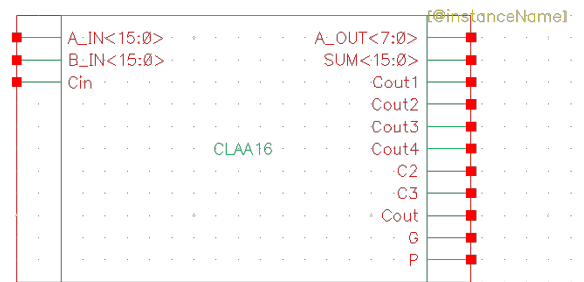 [@instanceName]
A_IN<15:0> A_OUT<7:0>
B_IN<15:0> SUM<15:0>
Cin Cout1
Cout2
Cout3
CLAA16 Cout4
C2
C3
Cout
G
P